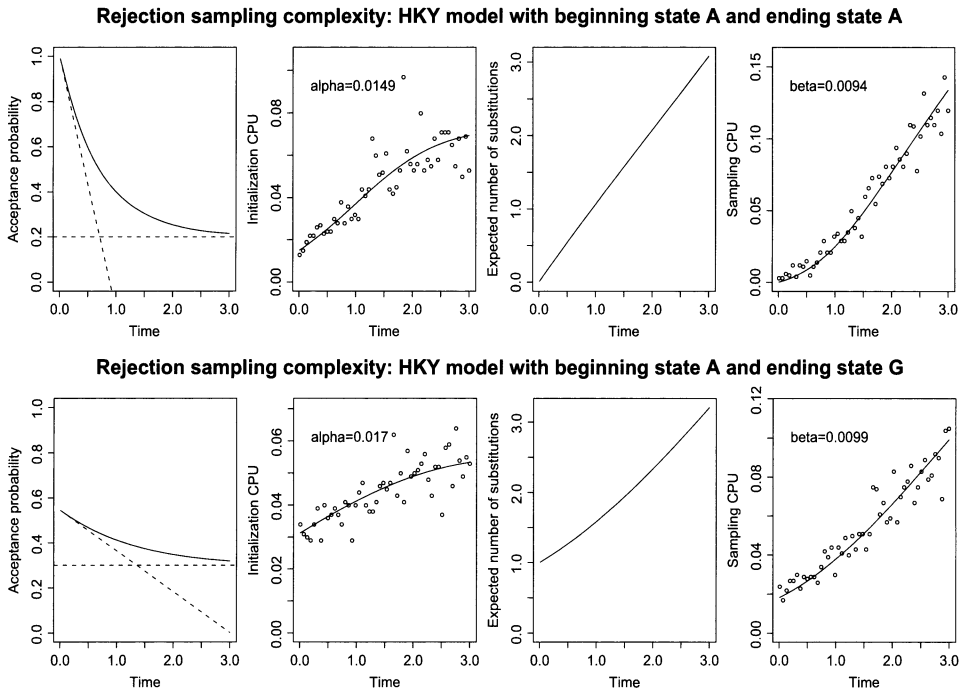 Rejection sampling complexity: HKY model with beginning state A and ending state A
Acceptance probability
0.0 0.2 0.4 0.6 0.8 1.0
0.0 1.0 2.0 3.0
Time
Initialization CPU
0.00 0.04 0.08
alpha=0.0149
0.0 1.0 2.0 3.0
Time
Expected number of substitutions
0.0 1.0 2.0 3.0
0.0 1.0 2.0 3.0
Time
Sampling CPU
0.00 0.05 0.10 0.15
beta=0.0094
0.0 1.0 2.0 3.0
Time
Rejection sampling complexity: HKY model with beginning state A and ending state G
Acceptance probability
0.0 0.2 0.4 0.6 0.8 1.0
0.0 1.0 2.0 3.0
Time
Initialization CPU
0.00 0.02 0.04 0.06
alpha=0.017
0.0 1.0 2.0 3.0
Time
Expected number of substitutions
0.0 1.0 2.0 3.0
0.0 1.0 2.0 3.0
Time
Sampling CPU
0.00 0.04 0.08 0.12
beta=0.0099
0.0 1.0 2.0 3.0
Time